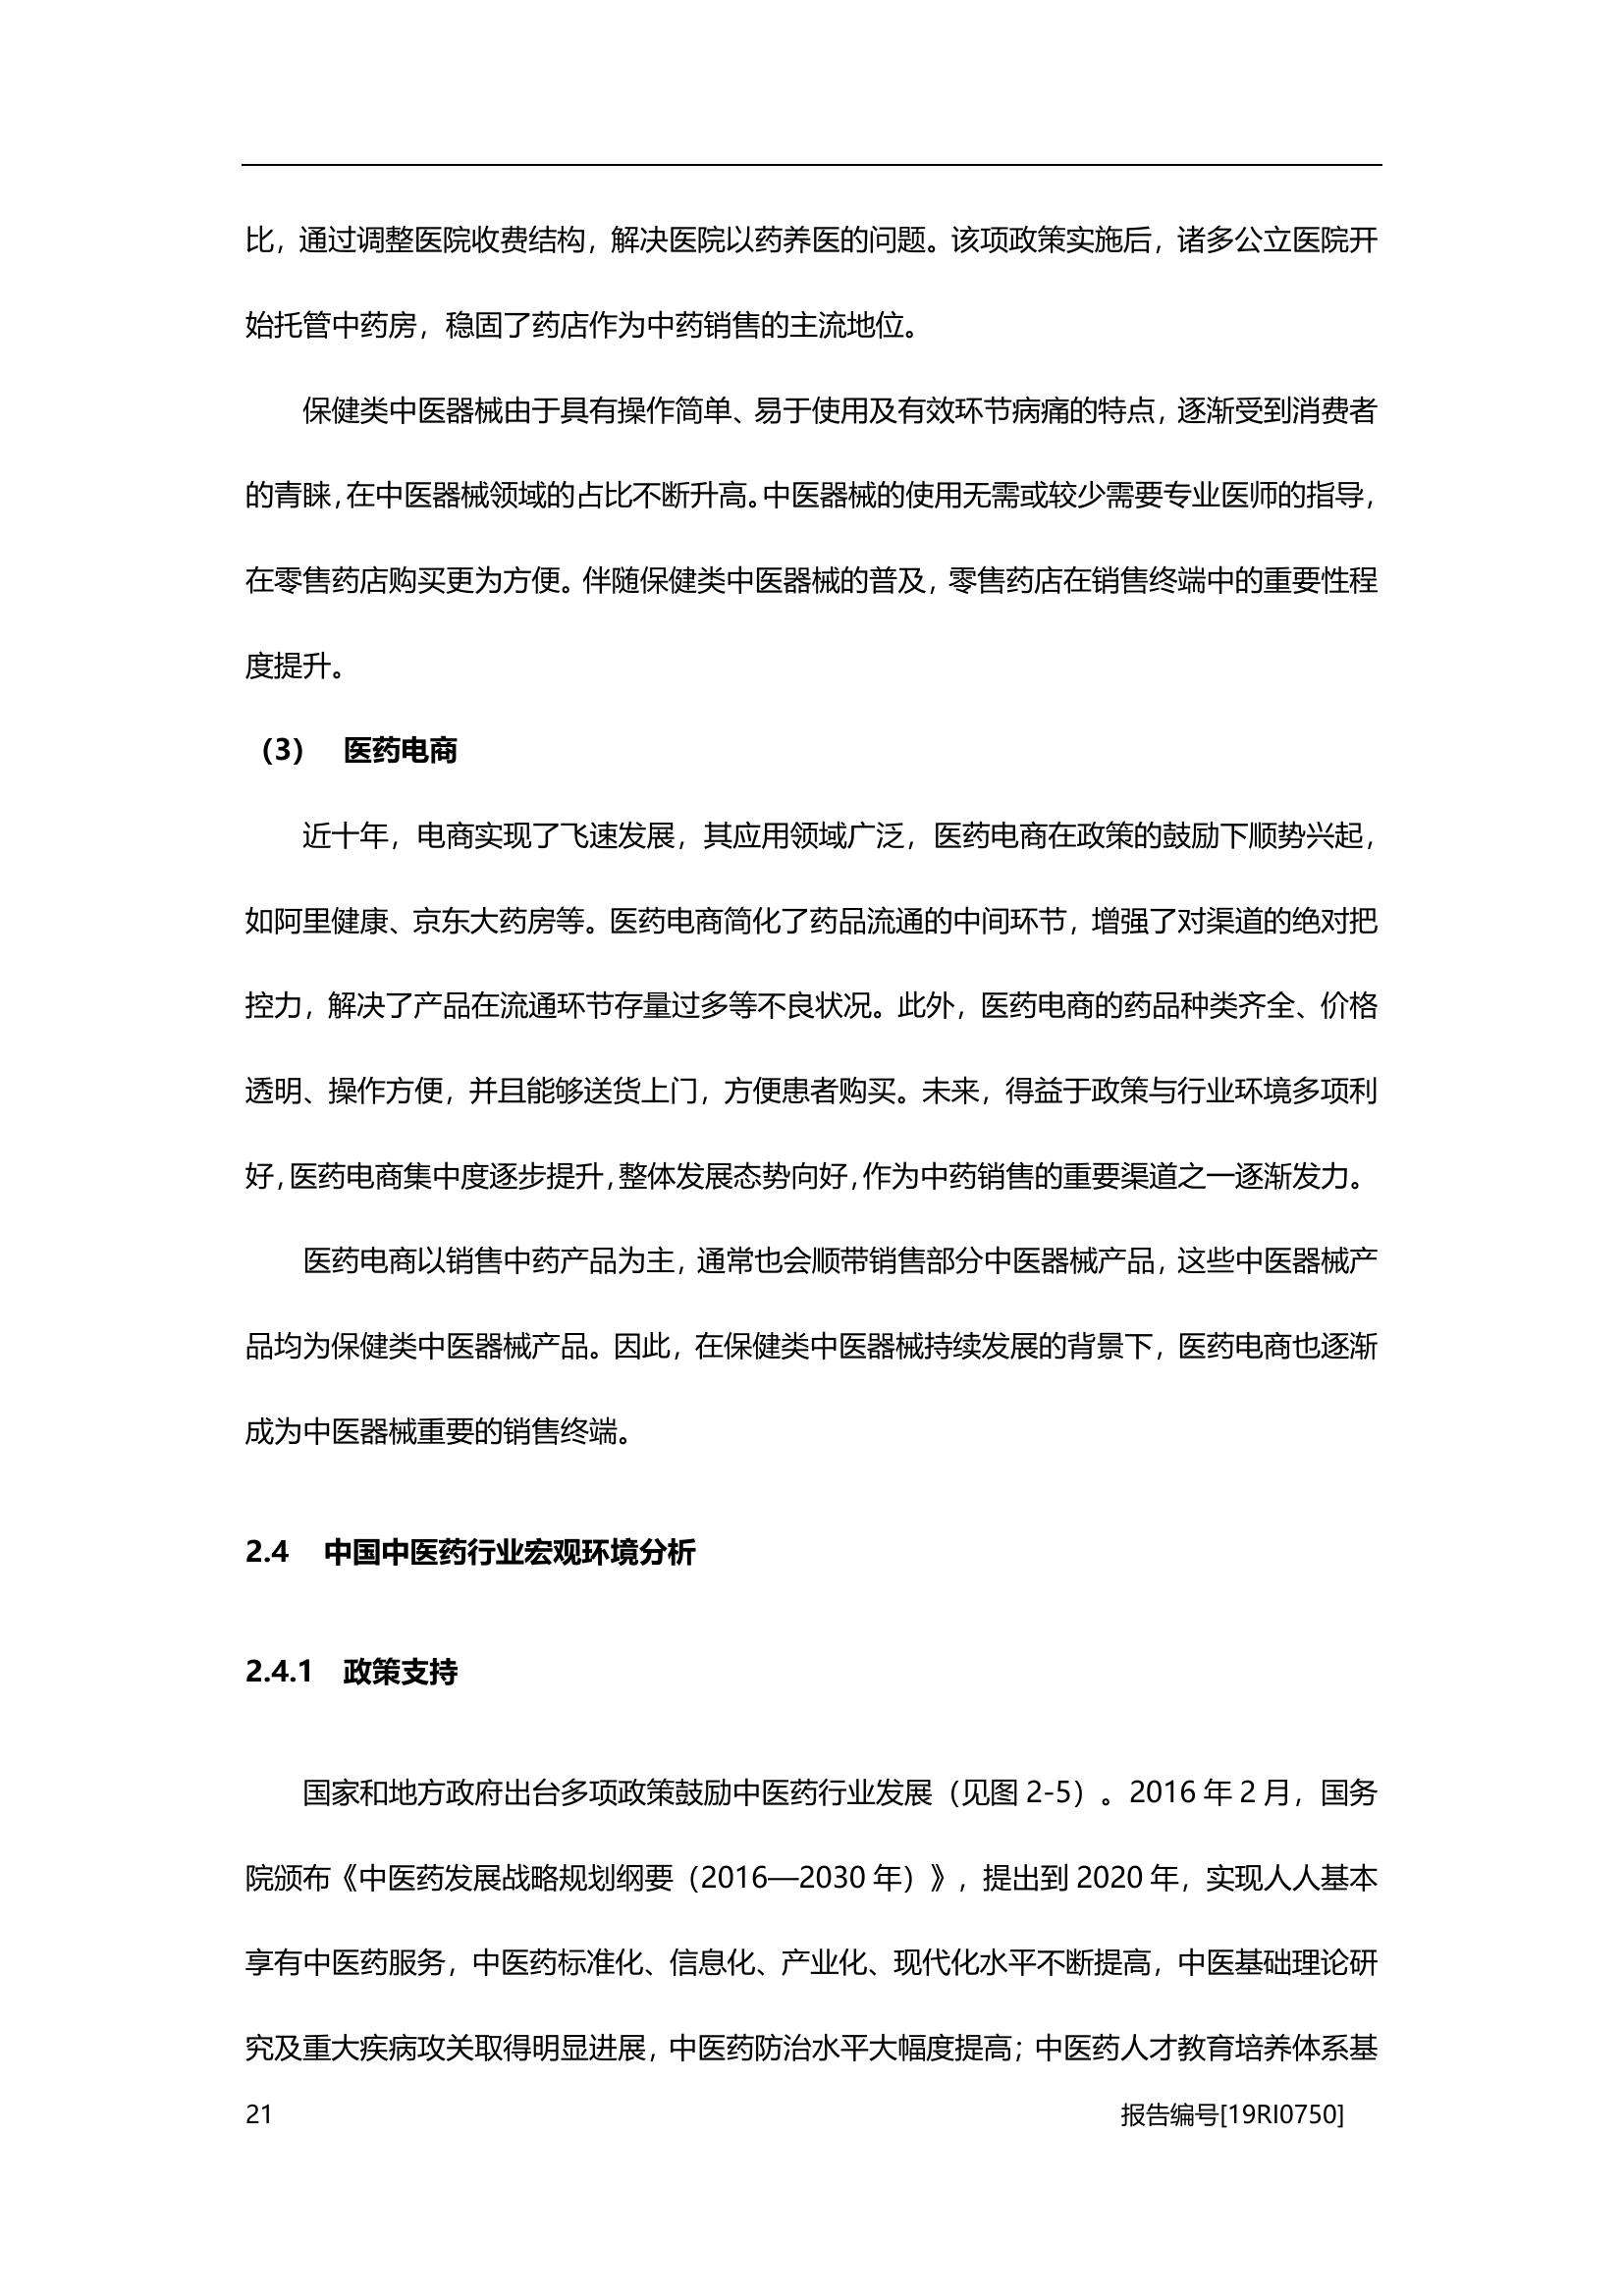 比，通过调整医院收费结构，解决医院以药养医的问题。该项政策实施后，诸多公立医院开
始托管中药房，稳固了药店作为中药销售的主流地位。
保健类中医器械由于具有操作简单、易于使用及有效环节病痛的特点，逐渐受到消费者
的青睐，在中医器械领域的占比不断升高。中医器械的使用无需或较少需要专业医师的指导，
在零售药店购买更为方便。伴随保健类中医器械的普及，零售药店在销售终端中的重要性程
度提升。
（3） 医药电商
近十年，电商实现了飞速发展，其应用领域广泛，医药电商在政策的鼓励下顺势兴起，
如阿里健康、京东大药房等。医药电商简化了药品流通的中间环节，增强了对渠道的绝对把
控力，解决了产品在流通环节存量过多等不良状况。此外，医药电商的药品种类齐全、价格
透明、操作方便，并且能够送货上门，方便患者购买。未来，得益于政策与行业环境多项利
好，医药电商集中度逐步提升，整体发展态势向好，作为中药销售的重要渠道之一逐渐发力。
医药电商以销售中药产品为主，通常也会顺带销售部分中医器械产品，这些中医器械产
品均为保健类中医器械产品。因此，在保健类中医器械持续发展的背景下，医药电商也逐渐
成为中医器械重要的销售终端。
2.4 中国中医药行业宏观环境分析
2.4.1 政策支持
国家和地方政府出台多项政策鼓励中医药行业发展（见图 2-5）。2016 年 2 月，国务
院颁布《中医药发展战略规划纲要（2016—2030 年）》，提出到 2020 年，实现人人基本
享有中医药服务，中医药标准化、信息化、产业化、现代化水平不断提高，中医基础理论研
究及重大疾病攻关取得明显进展，中医药防治水平大幅度提高；中医药人才教育培养体系基
21 报告编号[19RI0750]